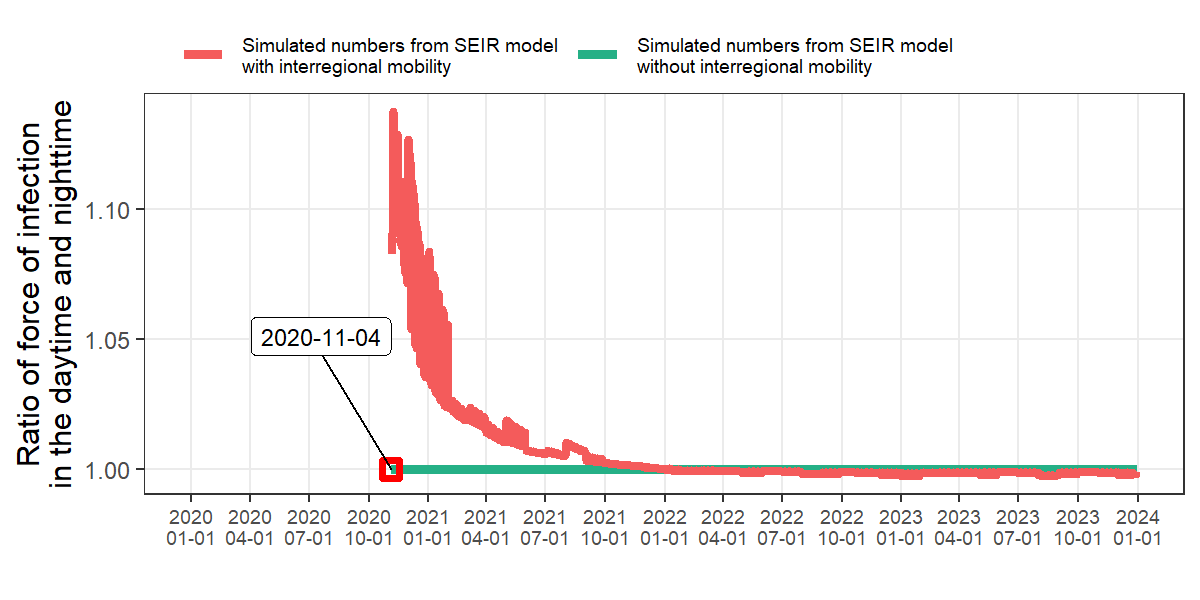 Simulated numbers from SEIR model
with interregional mobility
Simulated numbers from SEIR model
without interregional mobility
Ratio of force of infection
in the daytime and nighttime
1.10
1.05
1.00
2020-11-04
2020 2020 2020 2020 2021 2021 2021 2021 2022 2022 2022 2022 2023 2023 2023 2023 2024
01-01 04-01 07-01 10-01 01-01 04-01 07-01 10-01 01-01 04-01 07-01 10-01 01-01 04-01 07-01 10-01 01-01